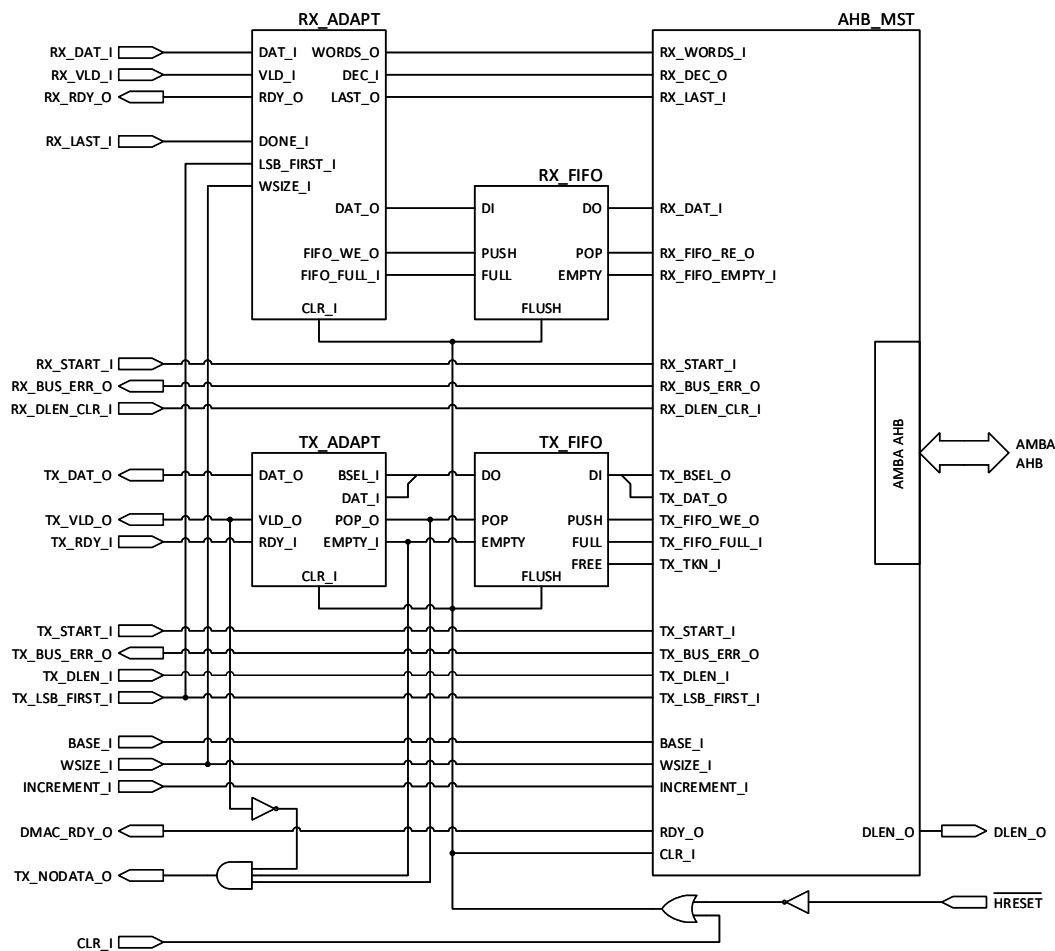 RX_ADAPT AHB_MST
RX_DAT_I DAT_I WORDS_O RX_WORDS_I
RX_VLD_I VLD_I DEC_I RX_DEC_O
RX_RDY_O RDY_O LAST_O RX_LAST_I
RX_LAST_I DONE_I
LSB_FIRST_I
WSIZE_I
RX_FIFO
DAT_O DI DO RX_DAT_I
FIFO_WE_O PUSH POP RX_FIFO_RE_O
FIFO_FULL_I FULL EMPTY RX_FIFO_EMPTY_I
CLR_I FLUSH
RX_START_I RX_START_I
RX_BUS_ERR_O RX_BUS_ERR_O
RX_DLEN_CLR_I RX_DLEN_CLR_I
AMBA AHB
AMBA
AHB
TX_ADAPT TX_FIFO
TX_DAT_O DAT_O BSEL_I DO DI TX_BSEL_O
DAT_I TX_DAT_O
TX_VLD_O VLD_O POP_O POP PUSH TX_FIFO_WE_O
TX_RDY_I RDY_I EMPTY_I EMPTY FULL TX_FIFO_FULL_I
FREE TX_TKN_I
CLR_I FLUSH
TX_START_I TX_START_I
TX_BUS_ERR_O TX_BUS_ERR_O
TX_DLEN_I TX_DLEN_I
TX_LSB_FIRST_I TX_LSB_FIRST_I
BASE_I BASE_I
WSIZE_I WSIZE_I
INCREMENT_I INCREMENT_I
DMAC_RDY_O RDY_O DLEN_O DLEN_O
CLR_I
TX_NODATA_O
HRESET
CLR_I